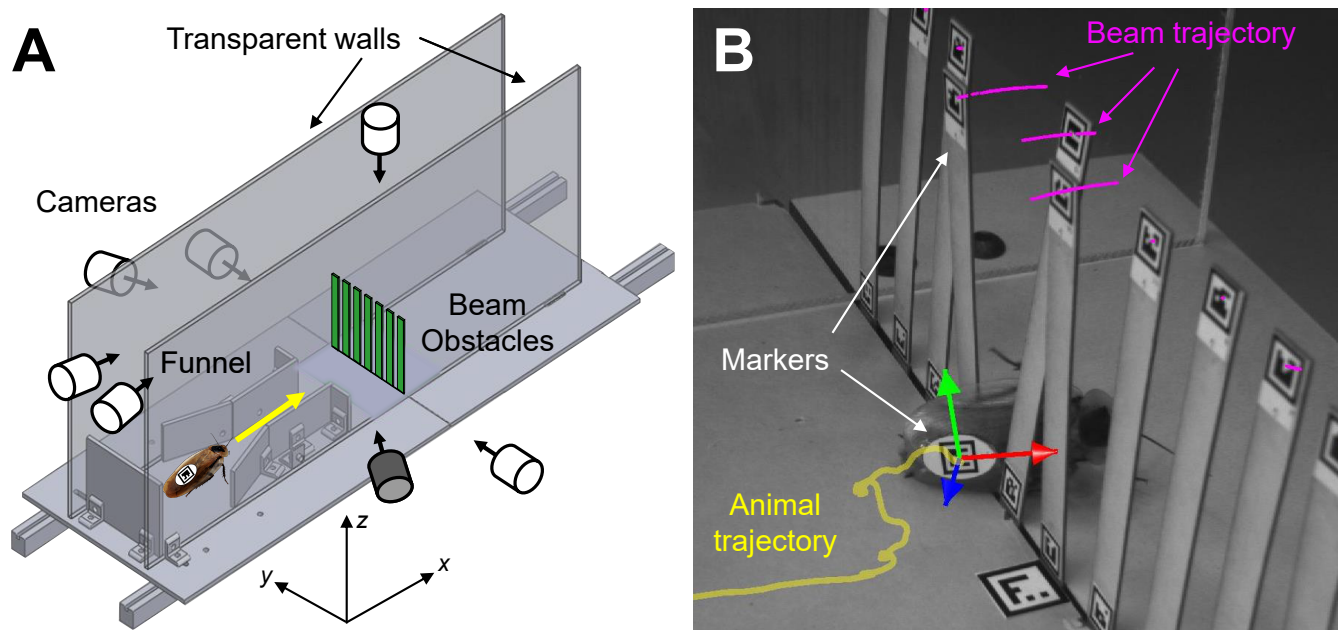 A
Transparent walls
Cameras
Funnel
Beam
Obstacles
z
y
x
B
Beam trajectory
Markers
Animal
trajectory